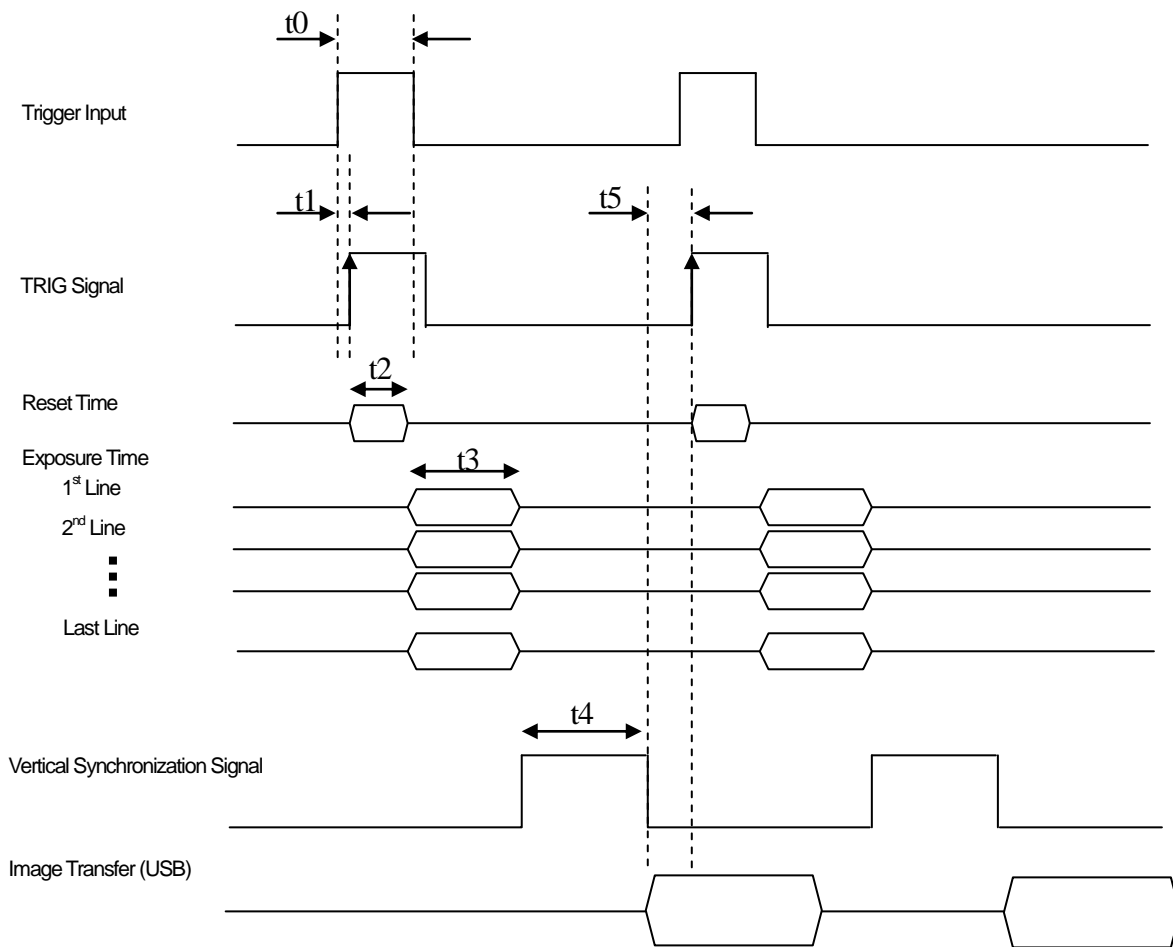 t0
Trigger Input
t1
t5
TRIG Signal
t2
Reset Time
Exposure Time
t3
1st Line
2nd Line
Last Line
t4
Vertical Synchronization Signal
Image Transfer (USB)